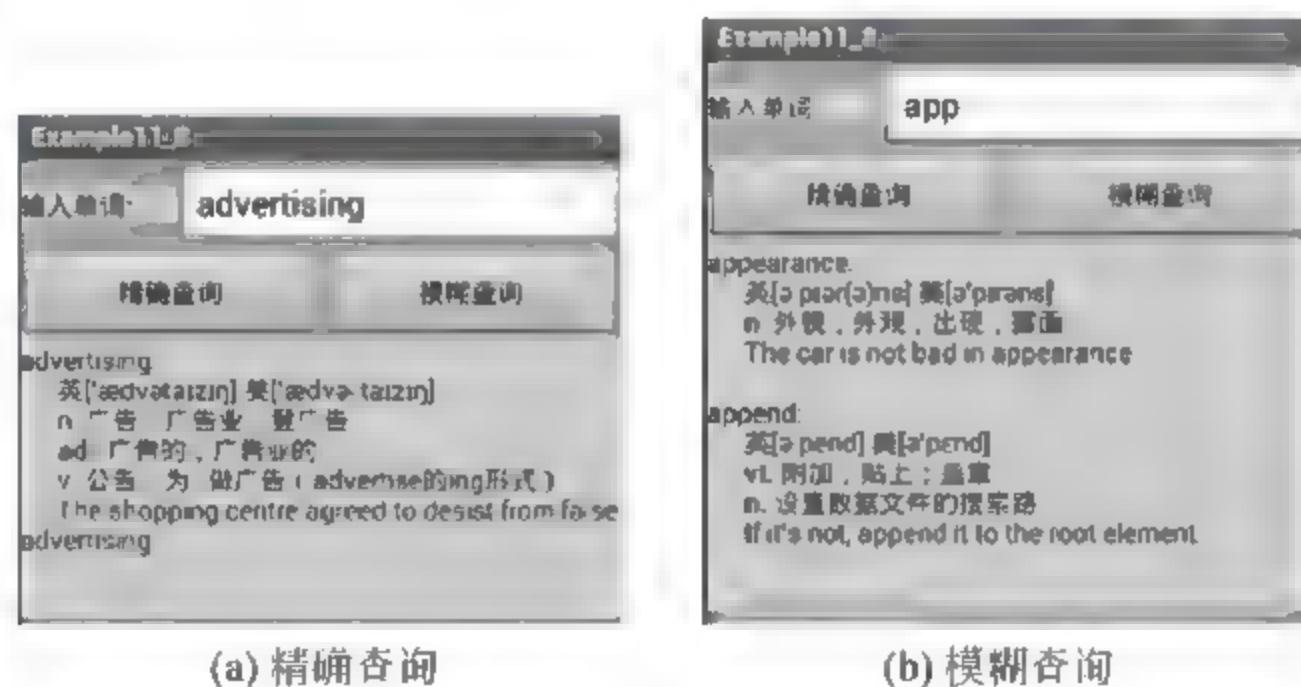 输入单词:
advertising
精确查询 模糊查询
advertising
英['ædvətaɪzɪŋ] 美['ædvɚ taɪzɪŋ]
n 广告 广告业 登广告
ad 广告的,广告业的
v 公告 为 做广告(advertise的ing形式)
The shopping centre agreed to desist from false
advertising
(a) 精确查询
输入单词
app
精确查询 模糊查询
appearance:
n 外貌,外观,出现,露面
The car is not bad in appearance
append:
英[ə pend] 美[ə'pɛnd]
vt. 附加,贴上;盖章
n. 设置数据文件的搜索路
If it's not, append it to the root element
(b) 模糊查询